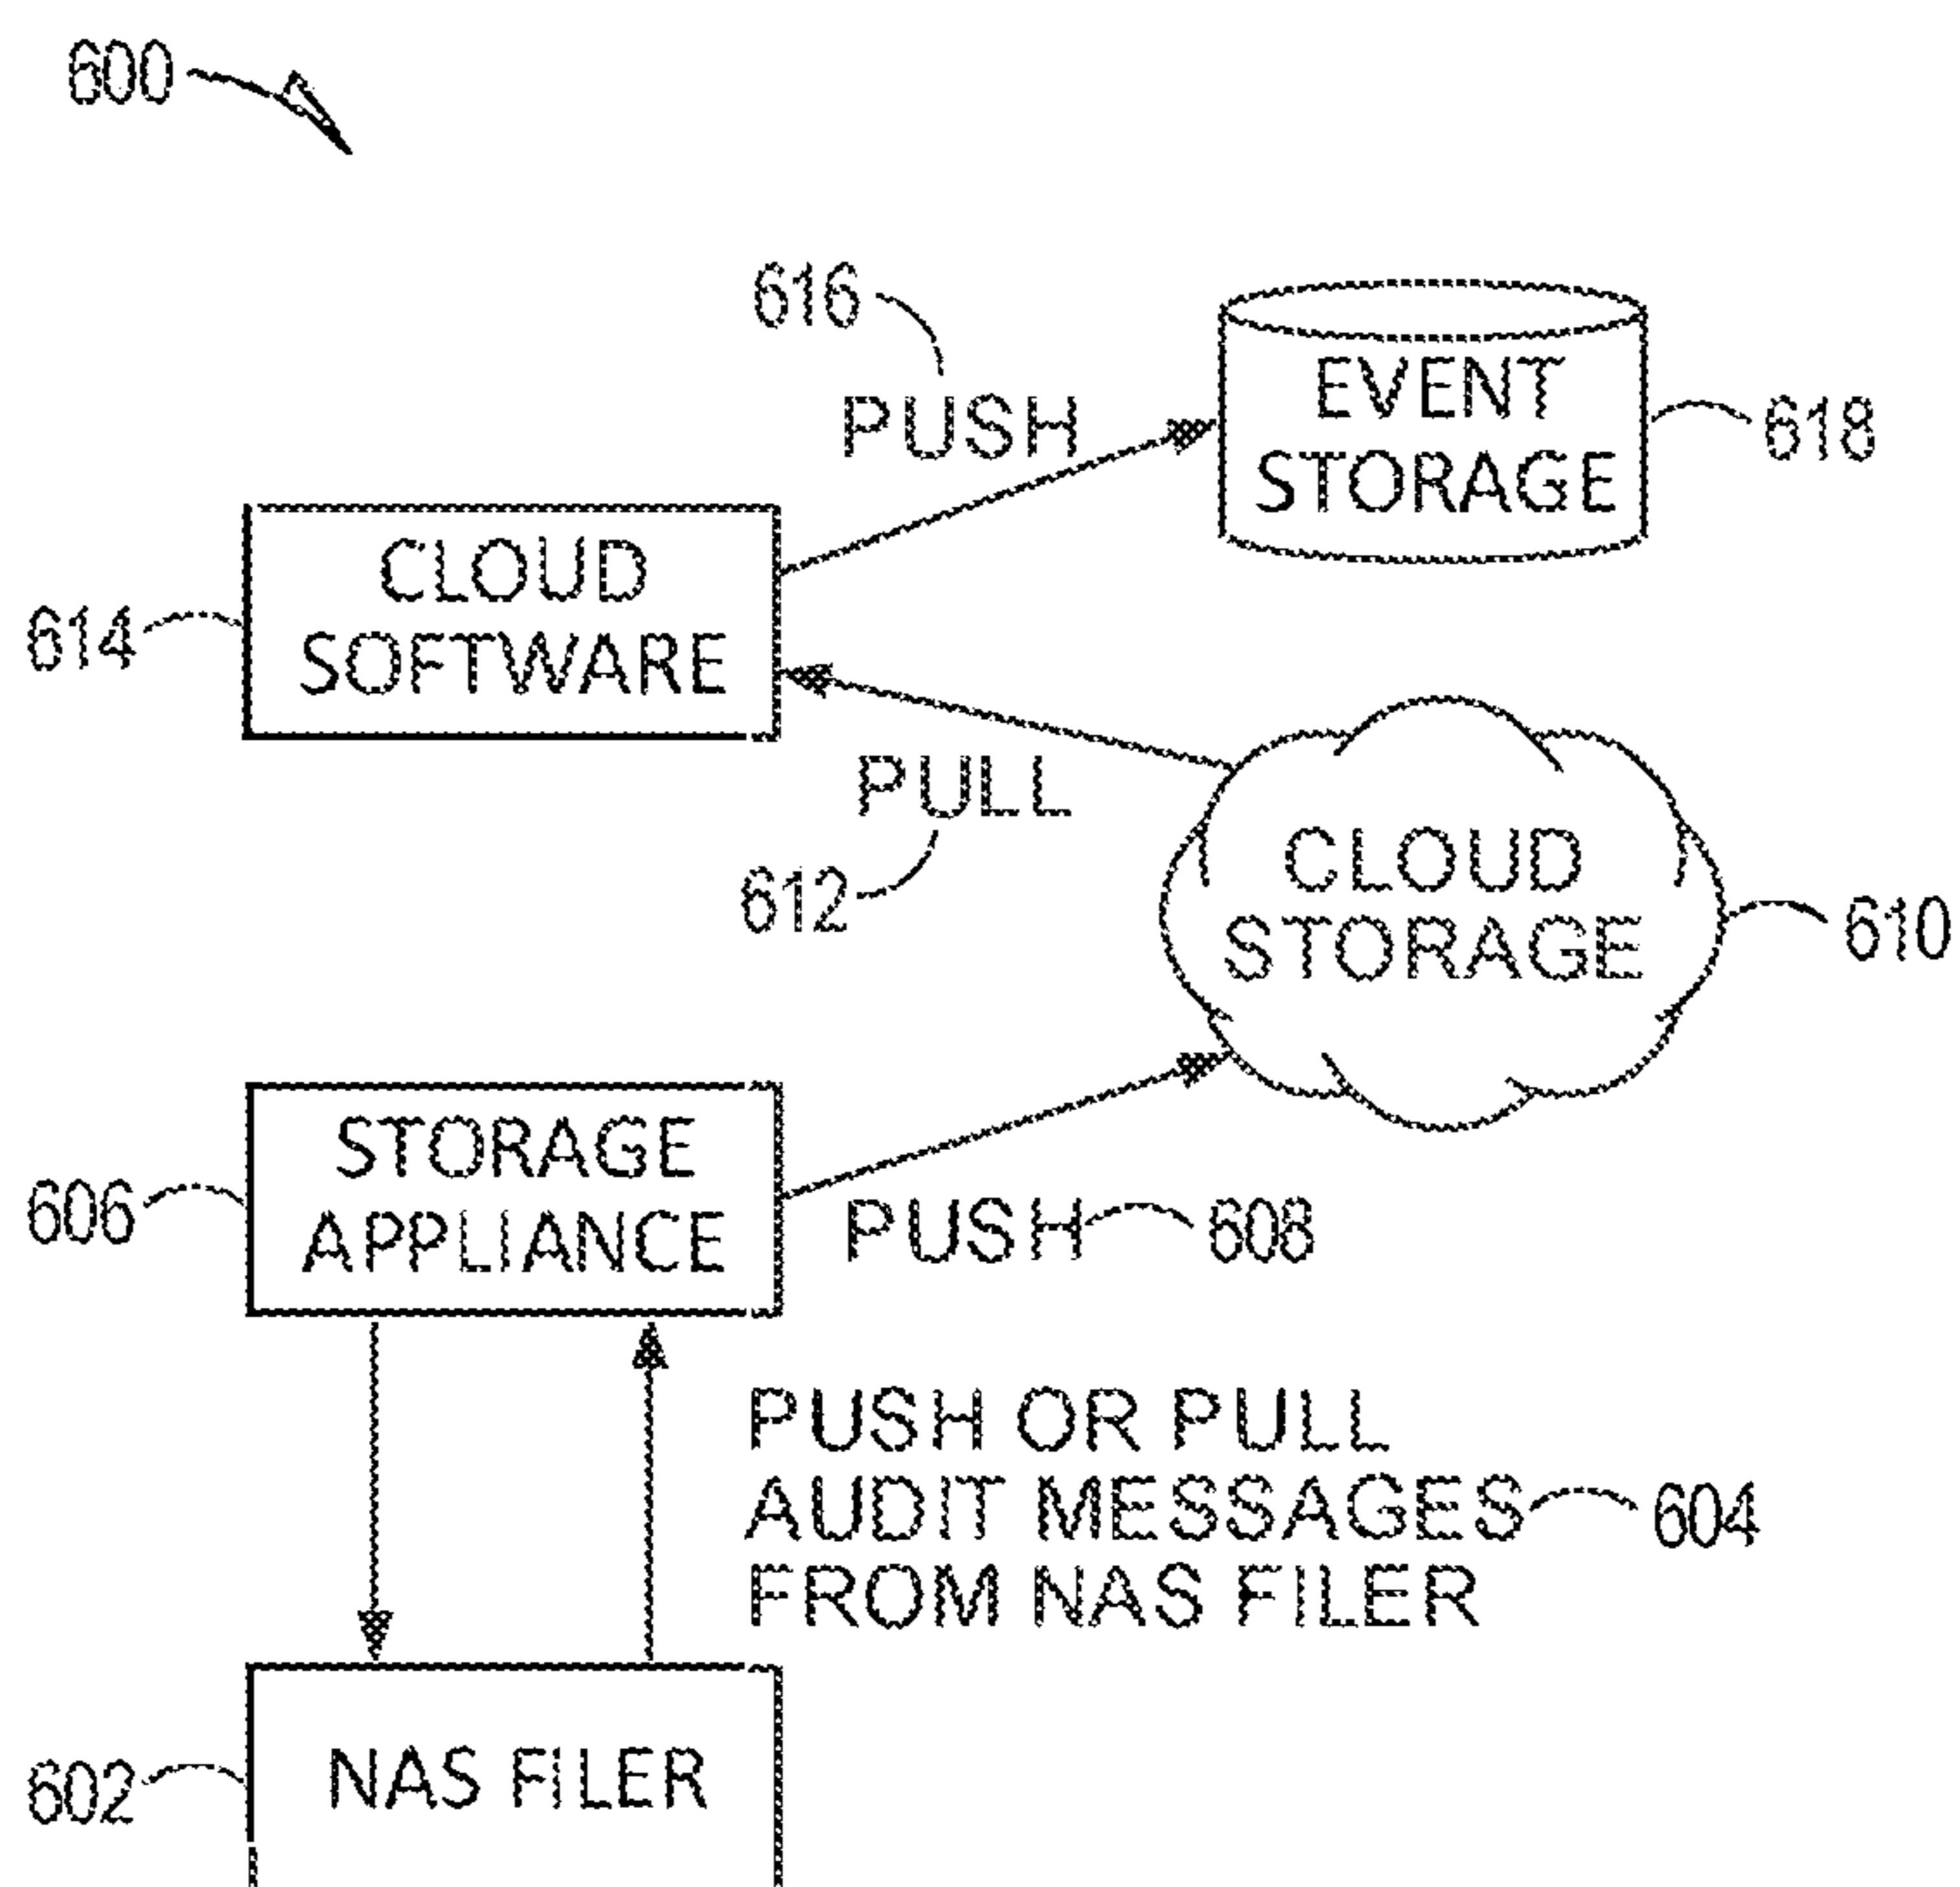 600
616
PUSH
EVENT
STORAGE
618
CLOUD
SOFTWARE
614
PULL
612
CLOUD
STORAGE
610
STORAGE
APPLIANCE
606
PUSH
608
PUSH OR PULL
AUDIT MESSAGES
FROM NAS FILER
604
NAS FILER
602